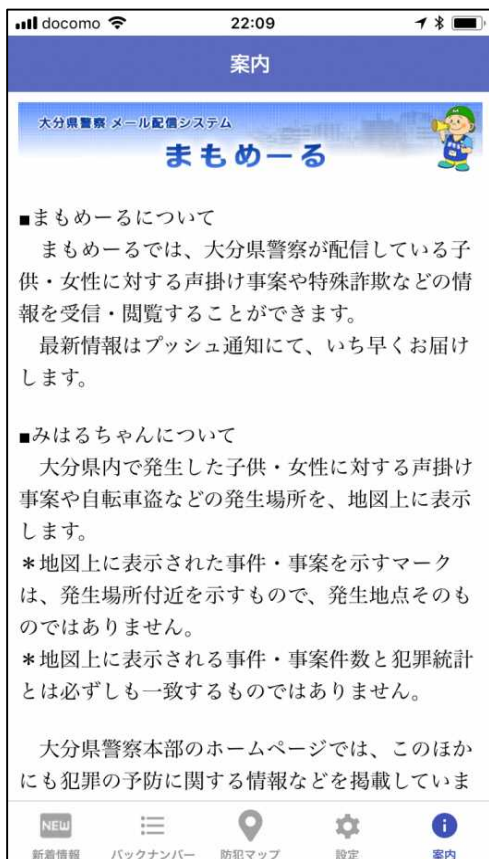 docomo 22:09
案内
大分県警察 メール配信システム
まもめーる
■まもめーるについて
　まもめーるでは、大分県警察が配信している子
供・女性に対する声掛け事案や特殊詐欺などの情
報を受信・閲覧することができます。
　最新情報はプッシュ通知にて、いち早くお届け
します。
■みはるちゃんについて
　大分県内で発生した子供・女性に対する声掛け
事案や自転車盗などの発生場所を、地図上に表示
します。
＊地図上に表示された事件・事案を示すマーク
は、発生場所付近を示すもので、発生地点そのも
のではありません。
＊地図上に表示される事件・事案件数と犯罪統計
とは必ずしも一致するものではありません。
　大分県警察本部のホームページでは、このほか
にも犯罪の予防に関する情報などを掲載していま
NEW
新着情報 バックナンバー 防犯マップ 設定 案内